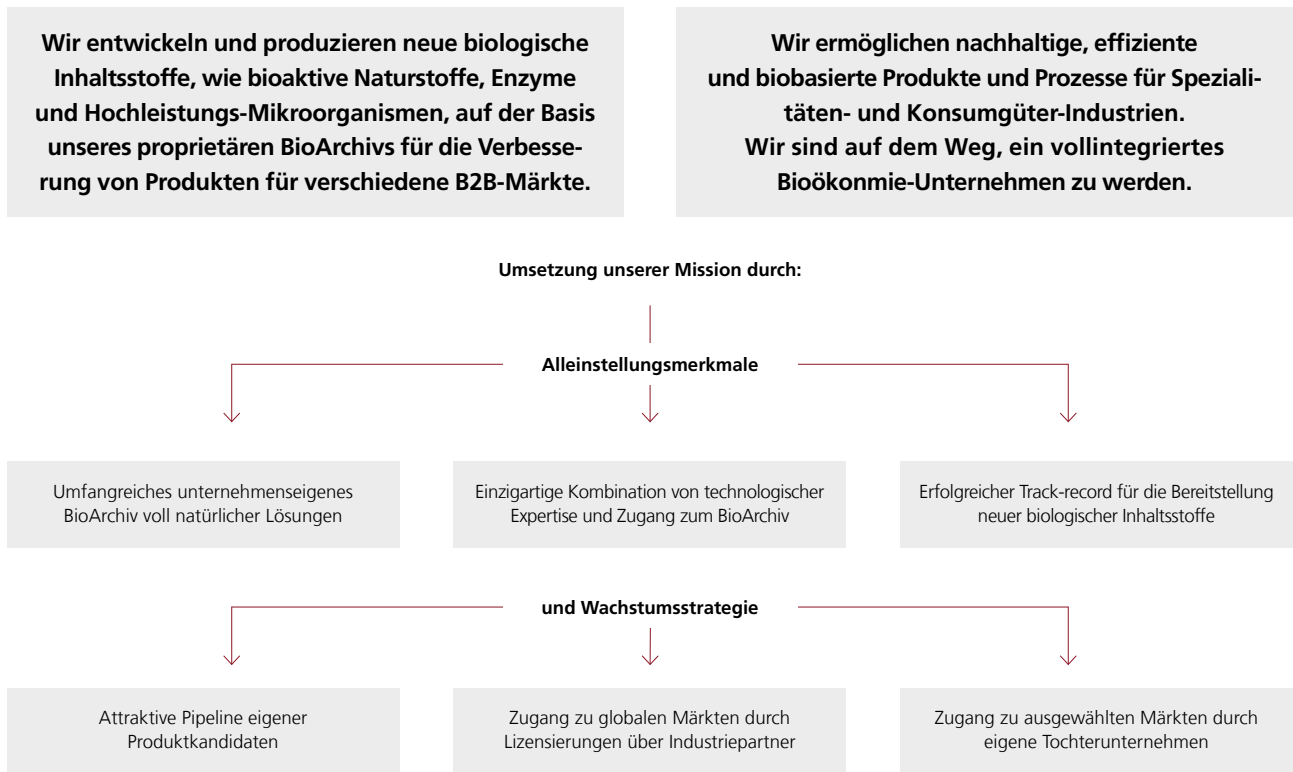 Wir entwickeln und produzieren neue biologische
Inhaltsstoffe, wie bioaktive Naturstoffe, Enzyme
und Hochleistungs-Mikroorganismen, auf der Basis
unseres proprietären BioArchivs für die Verbesse-
rung von Produkten für verschiedene B2B-Märkte.
Wir ermöglichen nachhaltige, effiziente
und biobasierte Produkte und Prozesse für Speziali-
täten- und Konsumgüter-Industrien.
Wir sind auf dem Weg, ein vollintegriertes
Bioökonmie-Unternehmen zu werden.
Umsetzung unserer Mission durch:
Alleinstellungsmerkmale
Umfangreiches unternehmenseigenes
BioArchiv voll natürlicher Lösungen
Einzigartige Kombination von technologischer
Expertise und Zugang zum BioArchiv
Erfolgreicher Track-record für die Bereitstellung
neuer biologischer Inhaltsstoffe
und Wachstumsstrategie
Attraktive Pipeline eigener
Produktkandidaten
Zugang zu globalen Märkten durch
Lizensierungen über Industriepartner
Zugang zu ausgewählten Märkten durch
eigene Tochterunternehmen